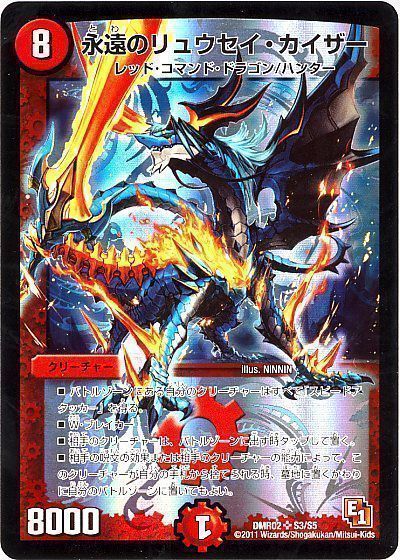 8
とわ
永遠のリュウセイ・カイザー
レッド・コマンド・ドラゴン/ハンター
illus. NINNIN
クリーチャー
■ バトルゾーンにある自分のクリーチャーはすべて「スピードア
タッカー」を得る。
■ W・ブレイカー
■ 相手のクリーチャーは、バトルゾーンに出す時タップして置く。
■ 相手の呪文の効果または相手のクリーチャーの能力によって、こ
のクリーチャーが自分の手札から捨てられる時、墓地に置くかわり
に自分のバトルゾーンに置いてもよい。
8000
1
E1
DMR02 S3/S5
©2011 Wizards/Shogakukan/Mitsui-Kids